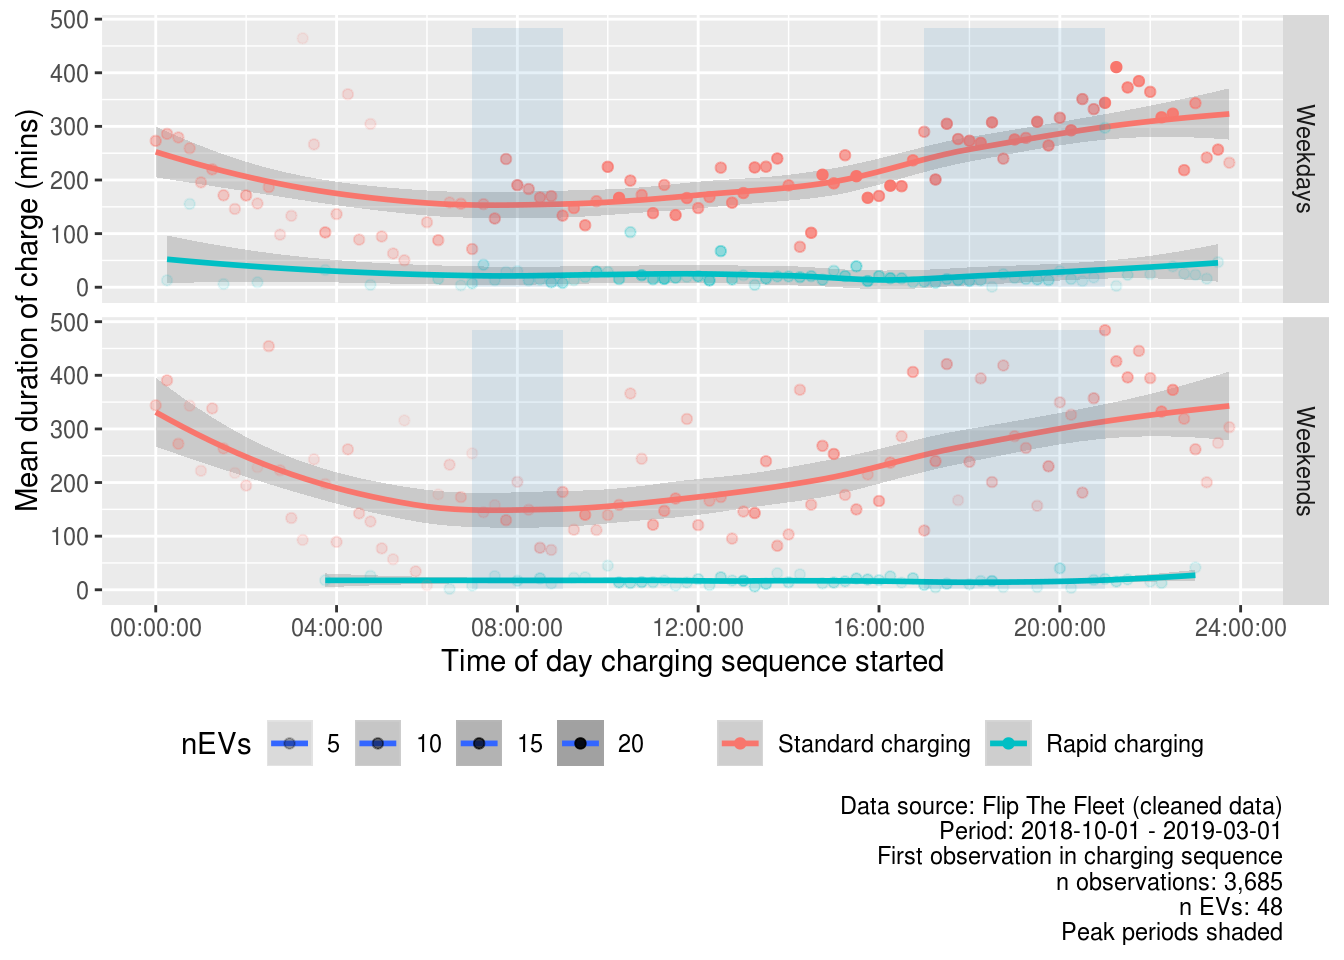 Mean duration of charge (mins)
500
400
300
200
100
0
Weekdays
500
400
300
200
100
0
Weekends
00:00:00 04:00:00 08:00:00 12:00:00 16:00:00 20:00:00 24:00:00
Time of day charging sequence started
nEVs 5 10 15 20 Standard charging Rapid charging
Data source: Flip The Fleet (cleaned data)
Period: 2018-10-01 - 2019-03-01
First observation in charging sequence
n observations: 3,685
n EVs: 48
Peak periods shaded